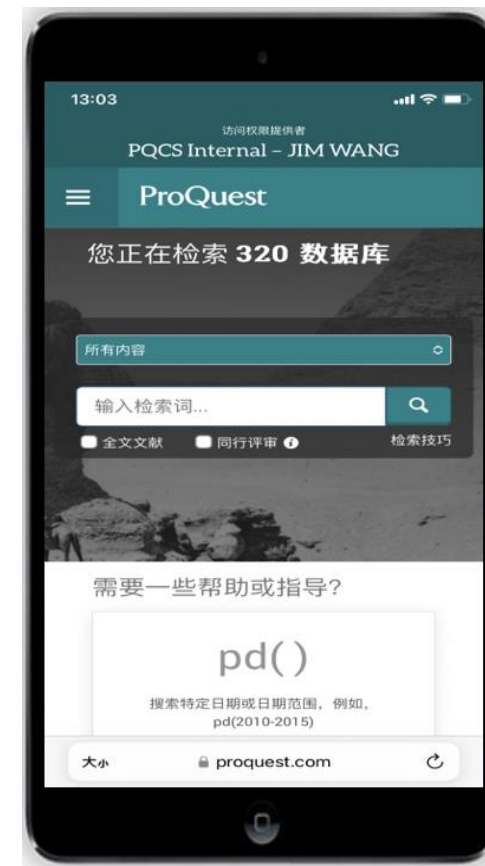 13:03
访问权限提供者
PQCS Internal – JIM WANG
ProQuest
您正在检索 320 数据库
所有内容
输入检索词...
全文文献 同行评审 检索技巧
需要一些帮助或指导?
pd()
搜索特定日期或日期范围，例如，
pd(2010-2015)
大小 proquest.com